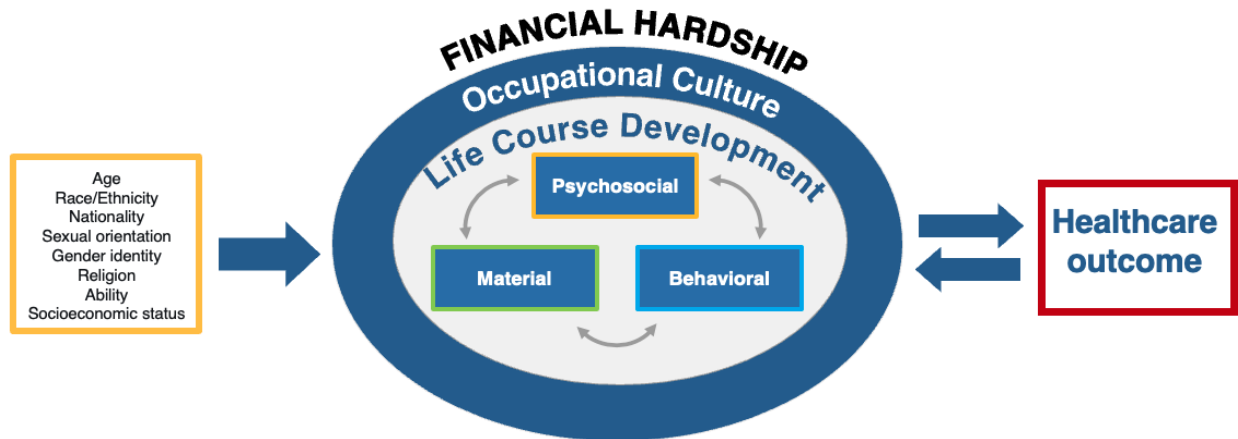 FINANCIAL HARDSHIP
Occupational Culture
Life Course Development
Age
Race/Ethnicity
Nationality
Sexual orientation
Gender identity
Religion
Ability
Socioeconomic status
Psychosocial
Material
Behavioral
Healthcare
outcome